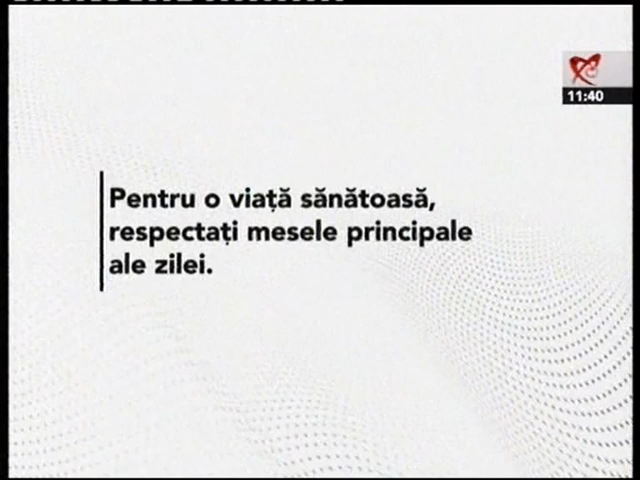 11:40
Pentru o viață sănătoasă,
respectați mesele principale
ale zilei.